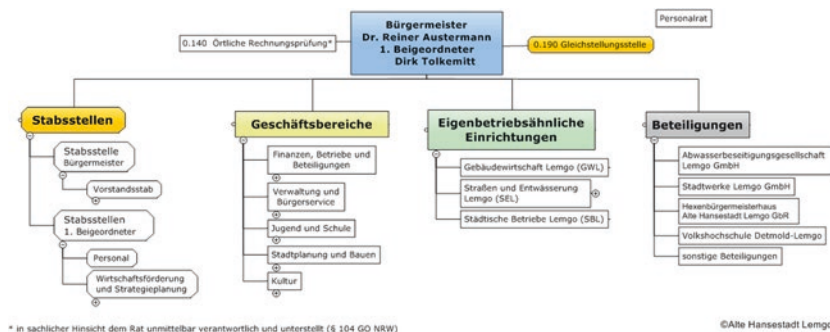 Bürgermeister
Dr. Reiner Austermann
1. Beigeordneter
Dirk Tolkemitt
Personalrat
0.140 Örtliche Rechnungsprüfung*
0.190 Gleichstellungsstelle
Stabsstellen
Stabsstelle
Bürgermeister
Vorstandsstab
Stabsstellen
1. Beigeordneter
Personal
Wirtschaftsförderung
und Strategieplanung
Geschäftsbereiche
Finanzen, Betriebe und
Beteiligungen
Verwaltung und
Bürgerservice
Jugend und Schule
Stadtplanung und Bauen
Kultur
Eigenbetriebsähnliche
Einrichtungen
Gebäudewirtschaft Lemgo (GWL)
Straßen und Entwässerung
Lemgo (SEL)
Städtische Betriebe Lemgo (SBL)
Beteiligungen
Abwasserbeseitigungsgesellschaft
Lemgo GmbH
Stadtwerke Lemgo GmbH
Hexenbürgermeisterhaus
Alte Hansestadt Lemgo GbR
Volkshochschule Detmold-Lemgo
sonstige Beteiligungen
* in sachlicher Hinsicht dem Rat unmittelbar verantwortlich und unterstellt (§ 104 GO NRW)
©Alte Hansestadt Lemgo